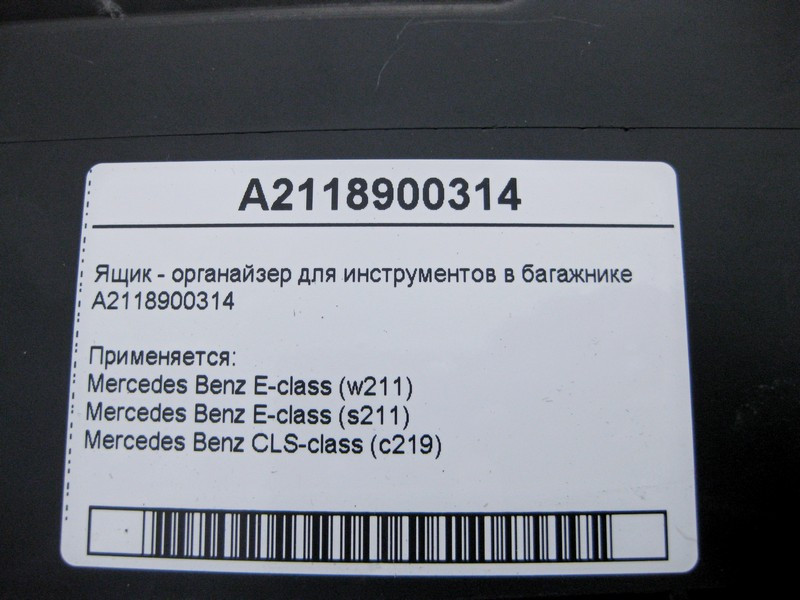 A2118900314
Ящик - органайзер для инструментов в багажнике
A2118900314
Применяется:
Mercedes Benz E-class (w211)
Mercedes Benz E-class (s211)
Mercedes Benz CLS-class (c219)